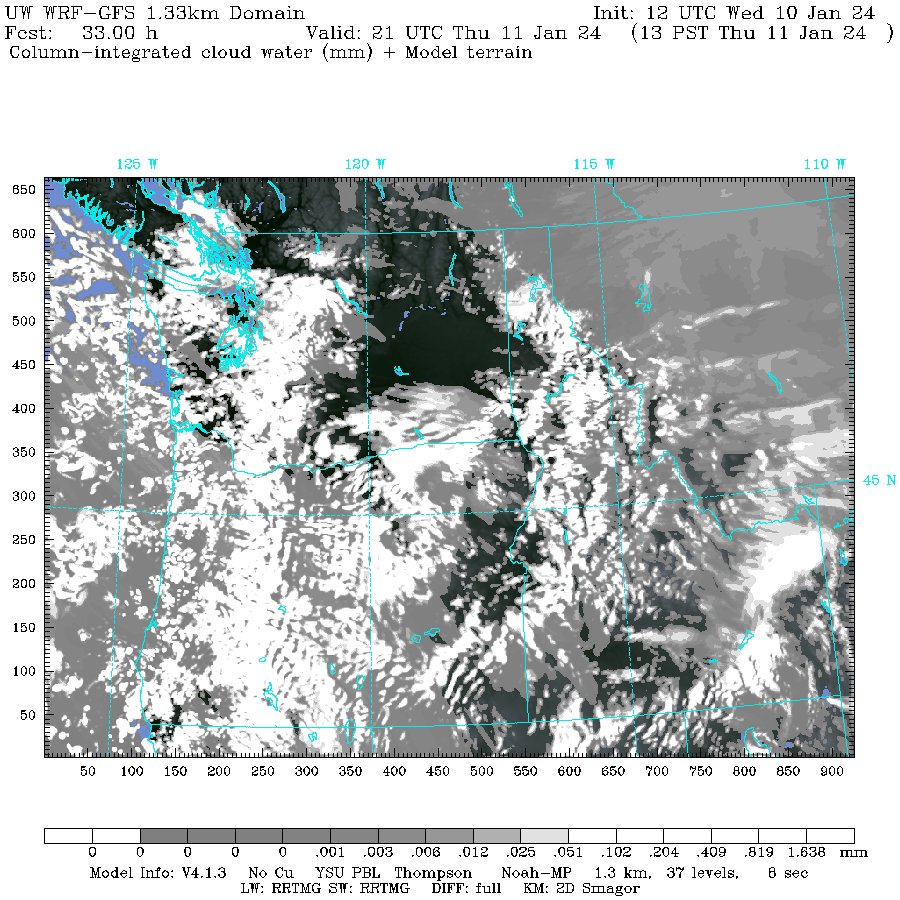 UW WRF-GFS 1.33km Domain Init: 12 UTC Wed 10 Jan 24
Fcst: 33.00 h Valid: 21 UTC Thu 11 Jan 24 (13 PST Thu 11 Jan 24 )
Column-integrated cloud water (mm) + Model terrain
125 W 120 W 115 W 110 W
650
600
550
500
450
400
350
45 N
300
250
200
150
100
50
50 100 150 200 250 300 350 400 450 500 550 600 650 700 750 800 850 900
0 0 0 0 0 .001 .003 .006 .012 .025 .051 .102 .204 .409 .819 1.638 mm
Model Info: V4.1.3 No Cu YSU PBL Thompson Noah-MP 1.3 km, 37 levels, 8 sec
LW: RRTMG SW: RRTMG DIFF: full KM: 2D Smagor